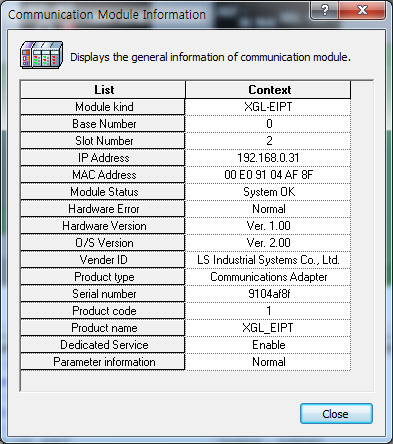 Communication Module Information
Displays the general information of communication module.
List Context
Module kind XGL-EIPT
Base Number 0
Slot Number 2
IP Address 192.168.0.31
MAC Address 00 E0 91 04 AF 8F
Module Status System OK
Hardware Error Normal
Hardware Version Ver. 1.00
O/S Version Ver. 2.00
Vender ID LS Industrial Systems Co., Ltd.
Product type Communications Adapter
Serial number 9104af8f
Product code 1
Product name XGL_EIPT
Dedicated Service Enable
Parameter information Normal
Close